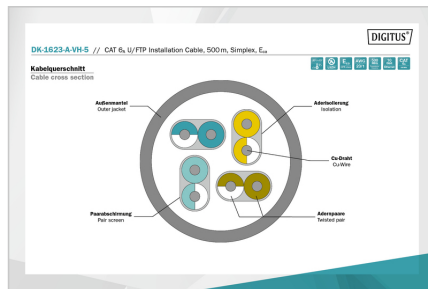 DIGITUS®
DK-1623-A-VH-5 // CAT 6A U/FTP Installation Cable, 500 m, Simplex, Eca
Kabelquerschnitt
Cable cross section
Außenmantel
Outer jacket
Aderisolierung
Isolation
Cu-Draht
Cu-Wire
Paarabschirmung
Pair screen
Adernpaare
Twisted pair